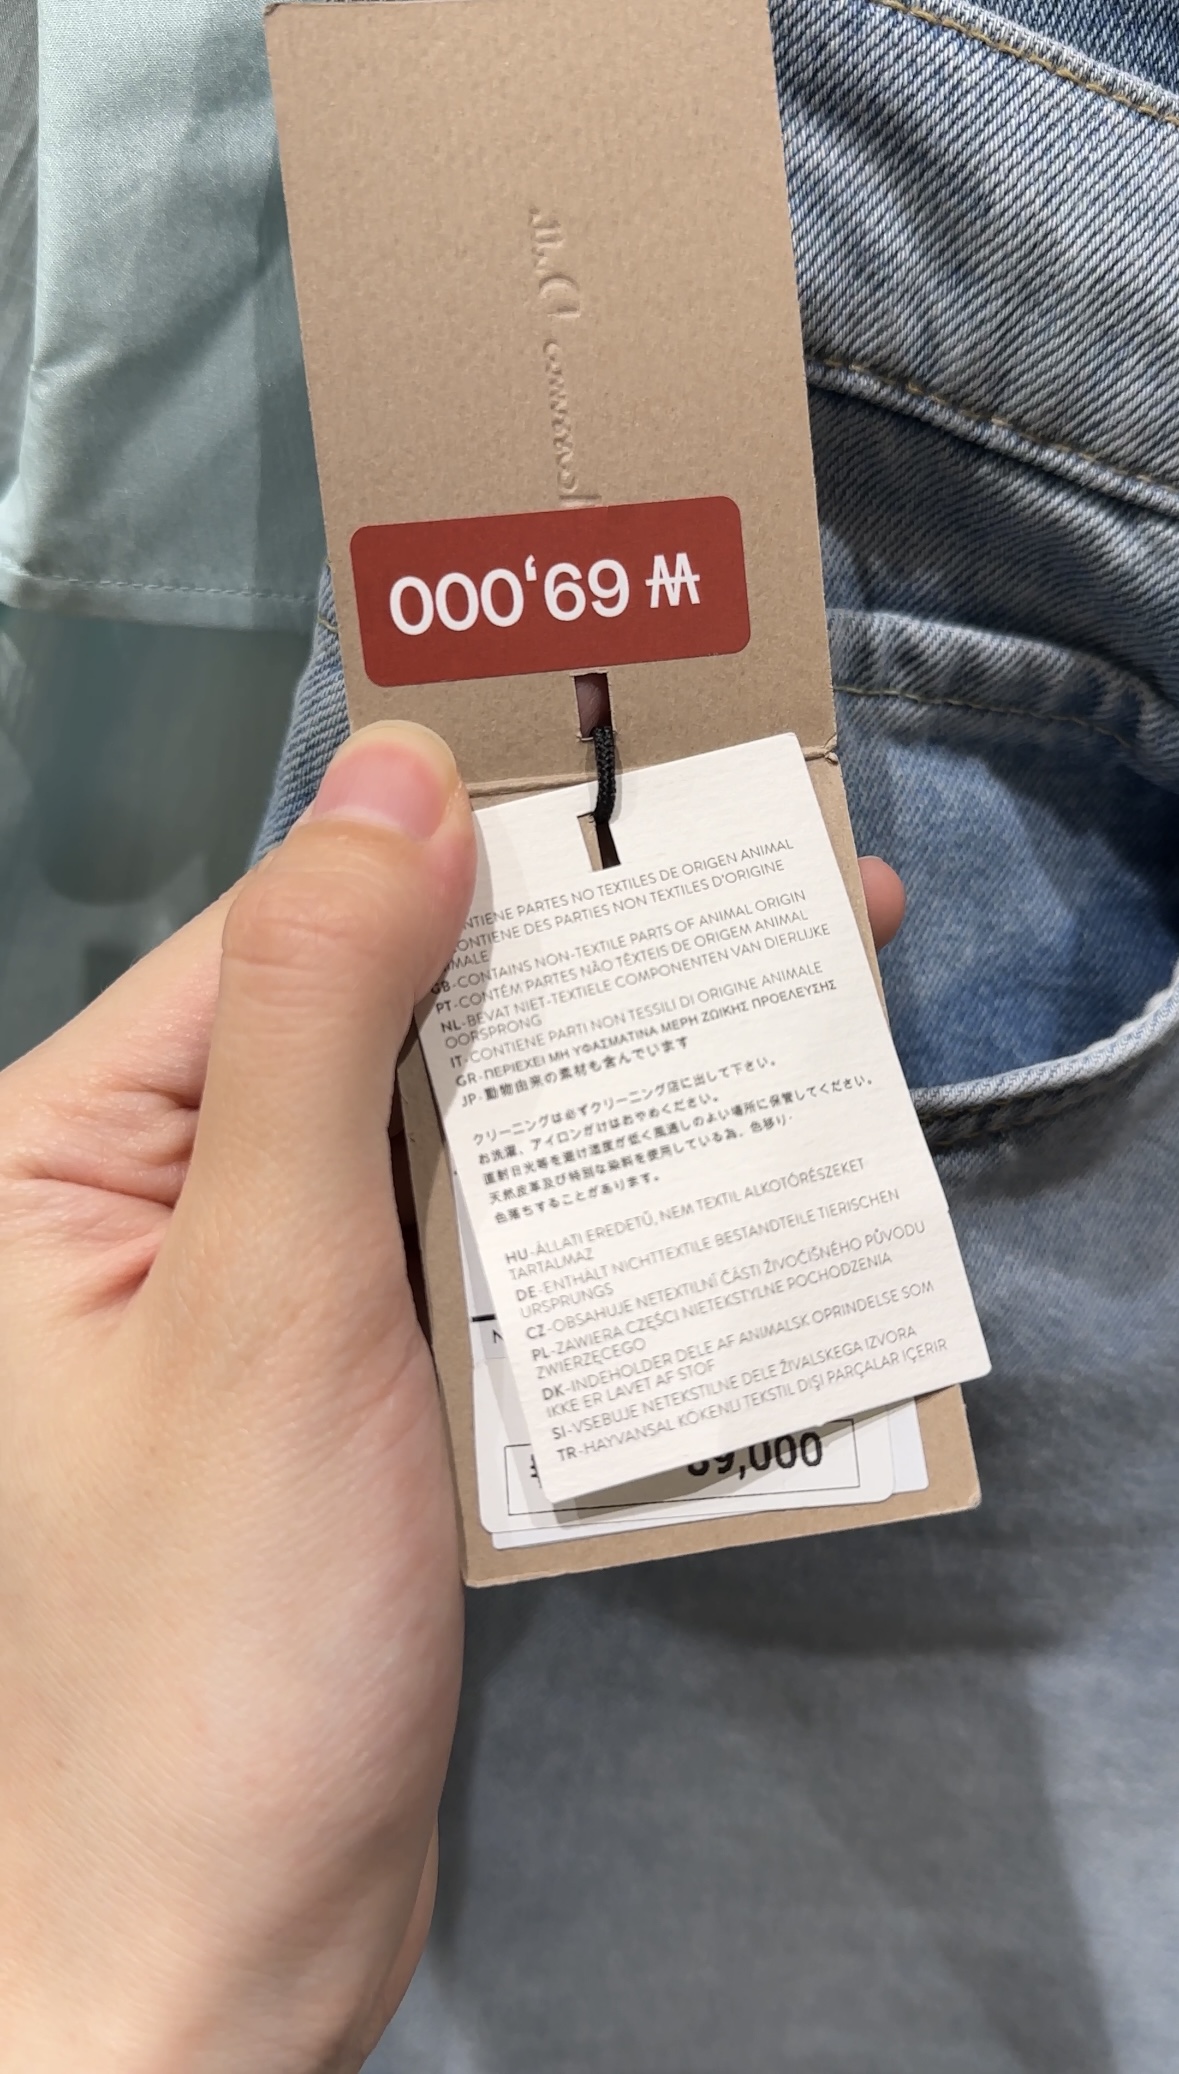 ₩ 69,000
PARTES NO TEXTILES DE ORIGEN ANIMAL
DES PARTIES NON TEXTILES D'ORIGINE
GB-CONTAINS NON-TEXTILE PARTS OF ANIMAL ORIGIN
PT-CONTÉM PARTES NÃO TÊXTEIS DE ORIGEM ANIMAL
NL-BEVAT NIET-TEXTIELE COMPONENTEN VAN DIERLIJKE
OORSPRONG
IT-CONTIENE PARTI NON TESSILI DI ORIGINE ANIMALE
GR-ΠΕΡΙΕΧΕΙ ΜΗ ΥΦΑΣΜΑΤΙΝΑ ΜΕΡΗ ΖΩΙΚΗΣ ΠΡΟΕΛΕΥΣΗΣ
JP-動物由来の素材も含んでいます
クリーニングは必ずクリーニング店に出して下さい。
お洗濯、アイロンがけはおやめください。
直射日光等を避け湿度が低く風通しのよい場所に保管してください。
天然皮革及び特別な染料を使用している為、色移り・
色落ちすることがあります。
HU-ÁLLATI EREDETŰ, NEM TEXTIL ALKOTÓRÉSZEKET
TARTALMAZ
DE-ENTHÄLT NICHTTEXTILE BESTANDTEILE TIERISCHEN
URSPRUNGS
CZ-OBSAHUJE NETEXTILNÍ ČÁSTI ŽIVOČIŠNÉHO PŮVODU
PL-ZAWIERA CZĘŚCI NIETEKSTYLNE POCHODZENIA
ZWIERZĘCEGO
DK-INDEHOLDER DELE AF ANIMALSK OPRINDELSE SOM
IKKE ER LAVET AF STOF
SI-VSEBUJE NETEKSTILNE DELE ŽIVALSKEGA IZVORA
TR-HAYVANSAL KÖKENLİ TEKSTİL DIŞI PARÇALAR İÇERİR